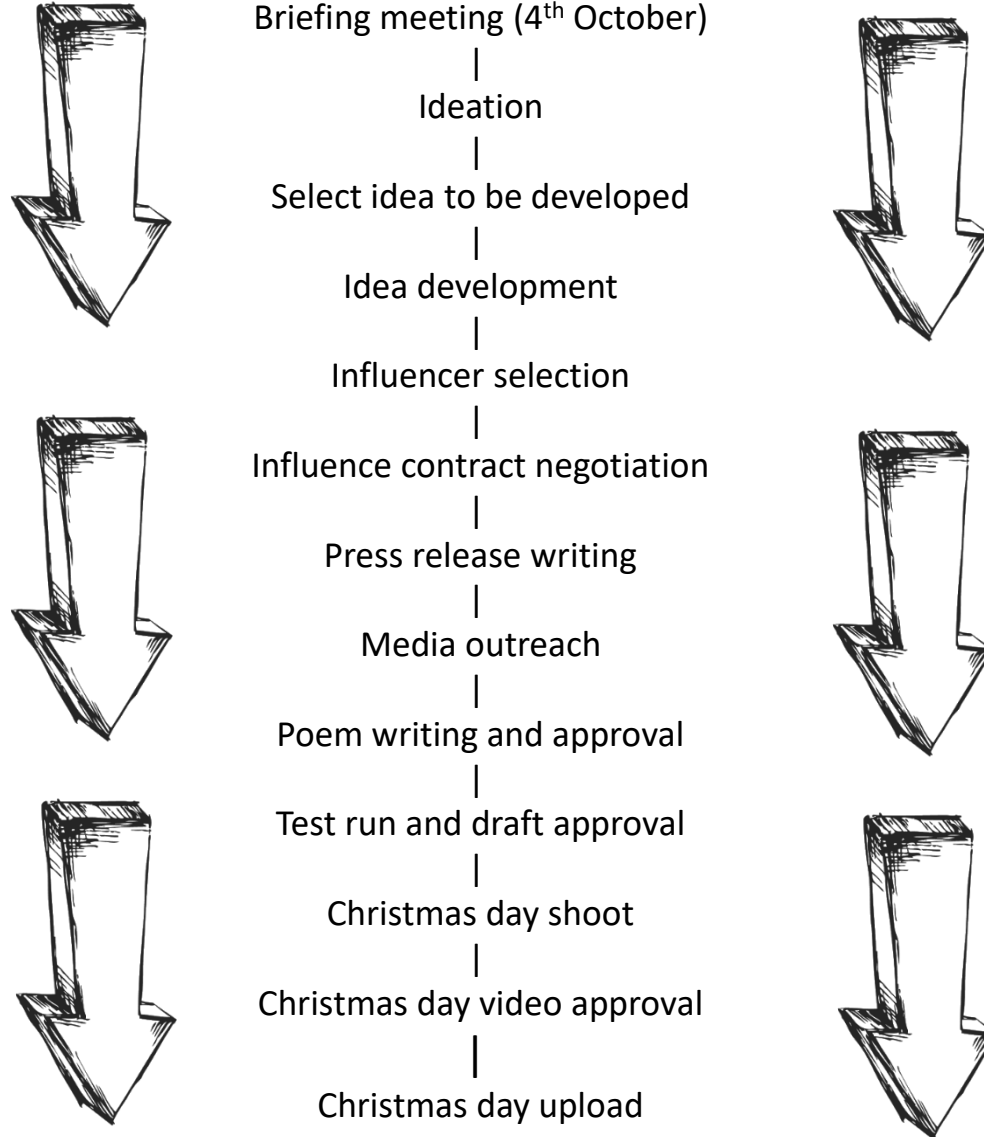 Briefing meeting (4th October)
Ideation
Select idea to be developed
Idea development
Influencer selection
Influence contract negotiation
Press release writing
Media outreach
Poem writing and approval
Test run and draft approval
Christmas day shoot
Christmas day video approval
Christmas day upload